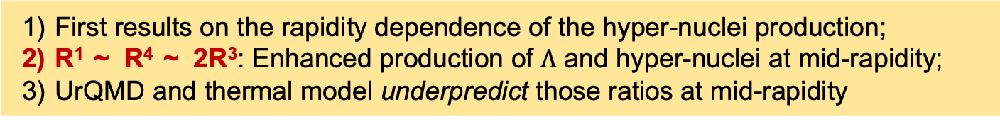 1) First results on the rapidity dependence of the hyper-nuclei production;
2) R¹ ~ R⁴ ~ 2R³: Enhanced production of Λ and hyper-nuclei at mid-rapidity;
3) UrQMD and thermal model underpredict those ratios at mid-rapidity